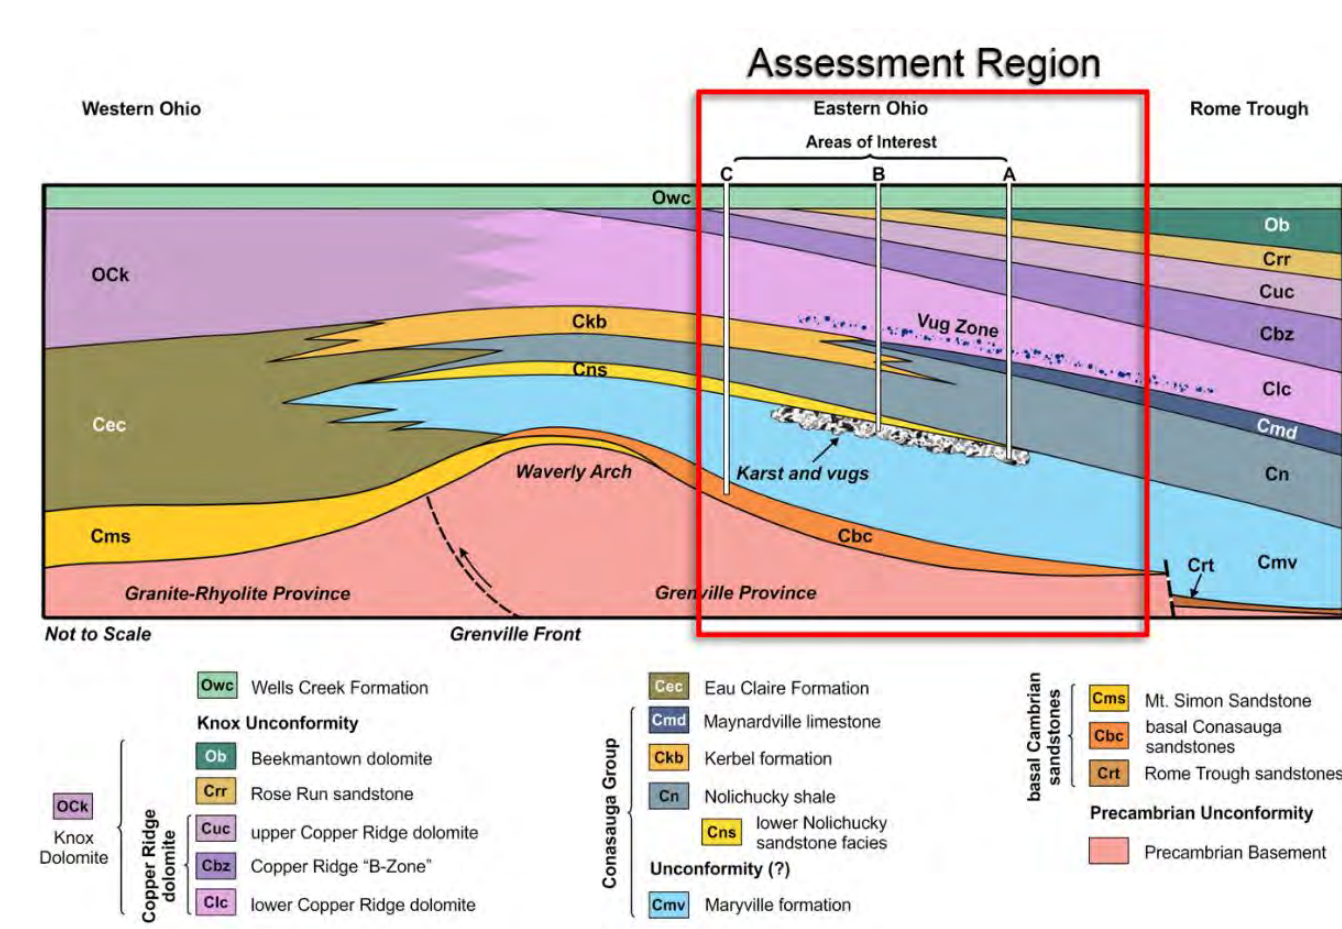 Assessment Region
Western Ohio
Eastern Ohio
Rome Trough
Areas of Interest
C
B
A
Owc
Ob
Crr
OCk
Cuc
Ckb
Vug Zone
Cbz
Cns
Clc
Cec
Cmd
Waverly Arch
Karst and vugs
Cn
Cms
Cbc
Crt
Cmv
Granite-Rhyolite Province
Grenville Province
Not to Scale
Grenville Front
Owc Wells Creek Formation
Knox Unconformity
Ob Beekmantown dolomite
Crr Rose Run sandstone
OCk
Knox
Dolomite
Copper Ridge
dolomite
Cuc upper Copper Ridge dolomite
Cbz Copper Ridge “B-Zone”
Clc lower Copper Ridge dolomite
Cec Eau Claire Formation
Conasauga Group
Cmd Maynardville limestone
Ckb Kerbel formation
Cn Nolichucky shale
Cns lower Nolichucky
sandstone facies
Unconformity (?)
Cmv Maryville formation
basal Cambrian
sandstones
Cms Mt. Simon Sandstone
Cbc basal Conasauga
sandstones
Crt Rome Trough sandstones
Precambrian Unconformity
Precambrian Basement